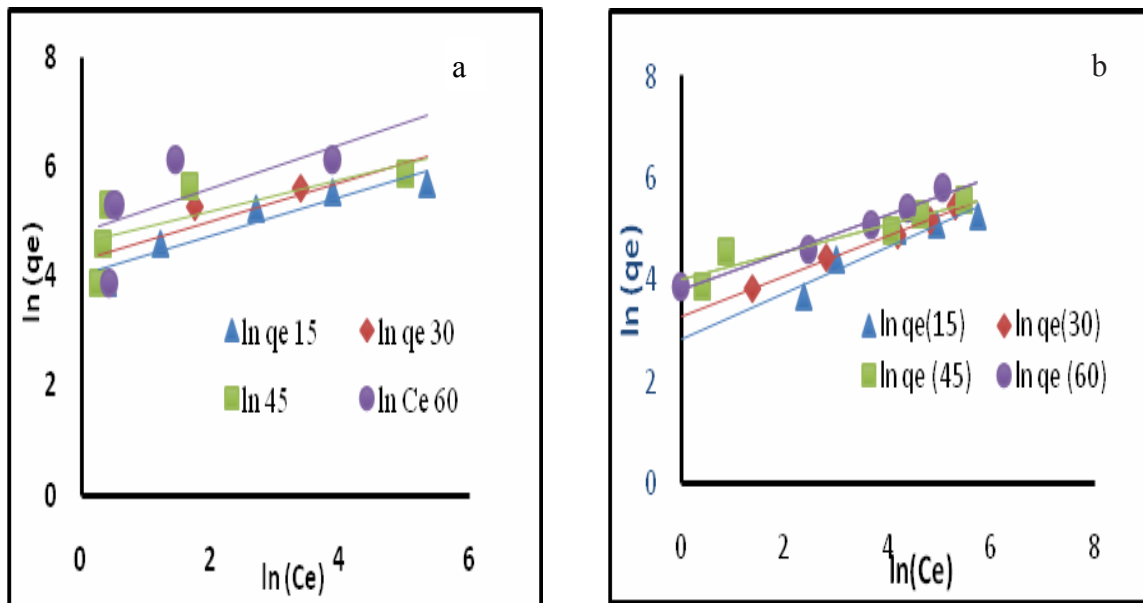 a
8
6
4
2
0
ln (qe)
ln qe 15
ln qe 30
ln 45
ln Ce 60
0
2
4
6
ln (Ce)
b
8
6
4
2
0
ln (qe)
ln qe(15)
ln qe(30)
ln qe (45)
ln qe (60)
0
2
4
6
8
ln(Ce)